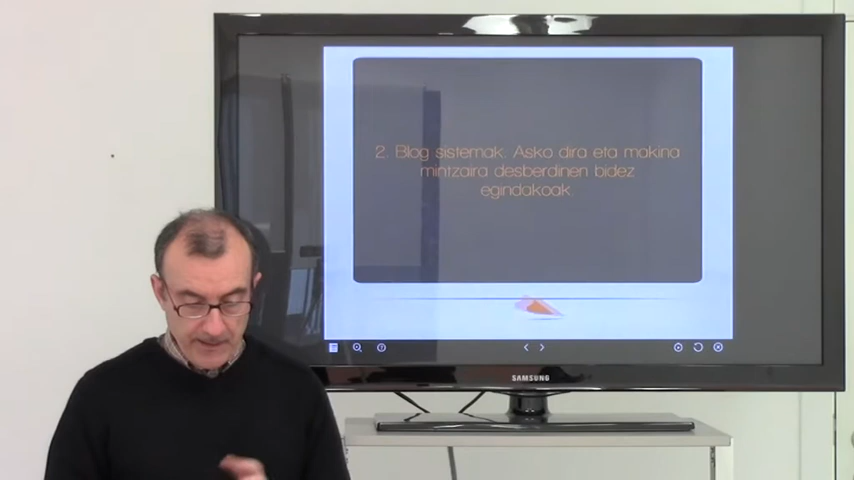 2. Blog sistemak. Asko dira eta makina
mintzaira desberdinen bidez
egindakoak.
SAMSUNG